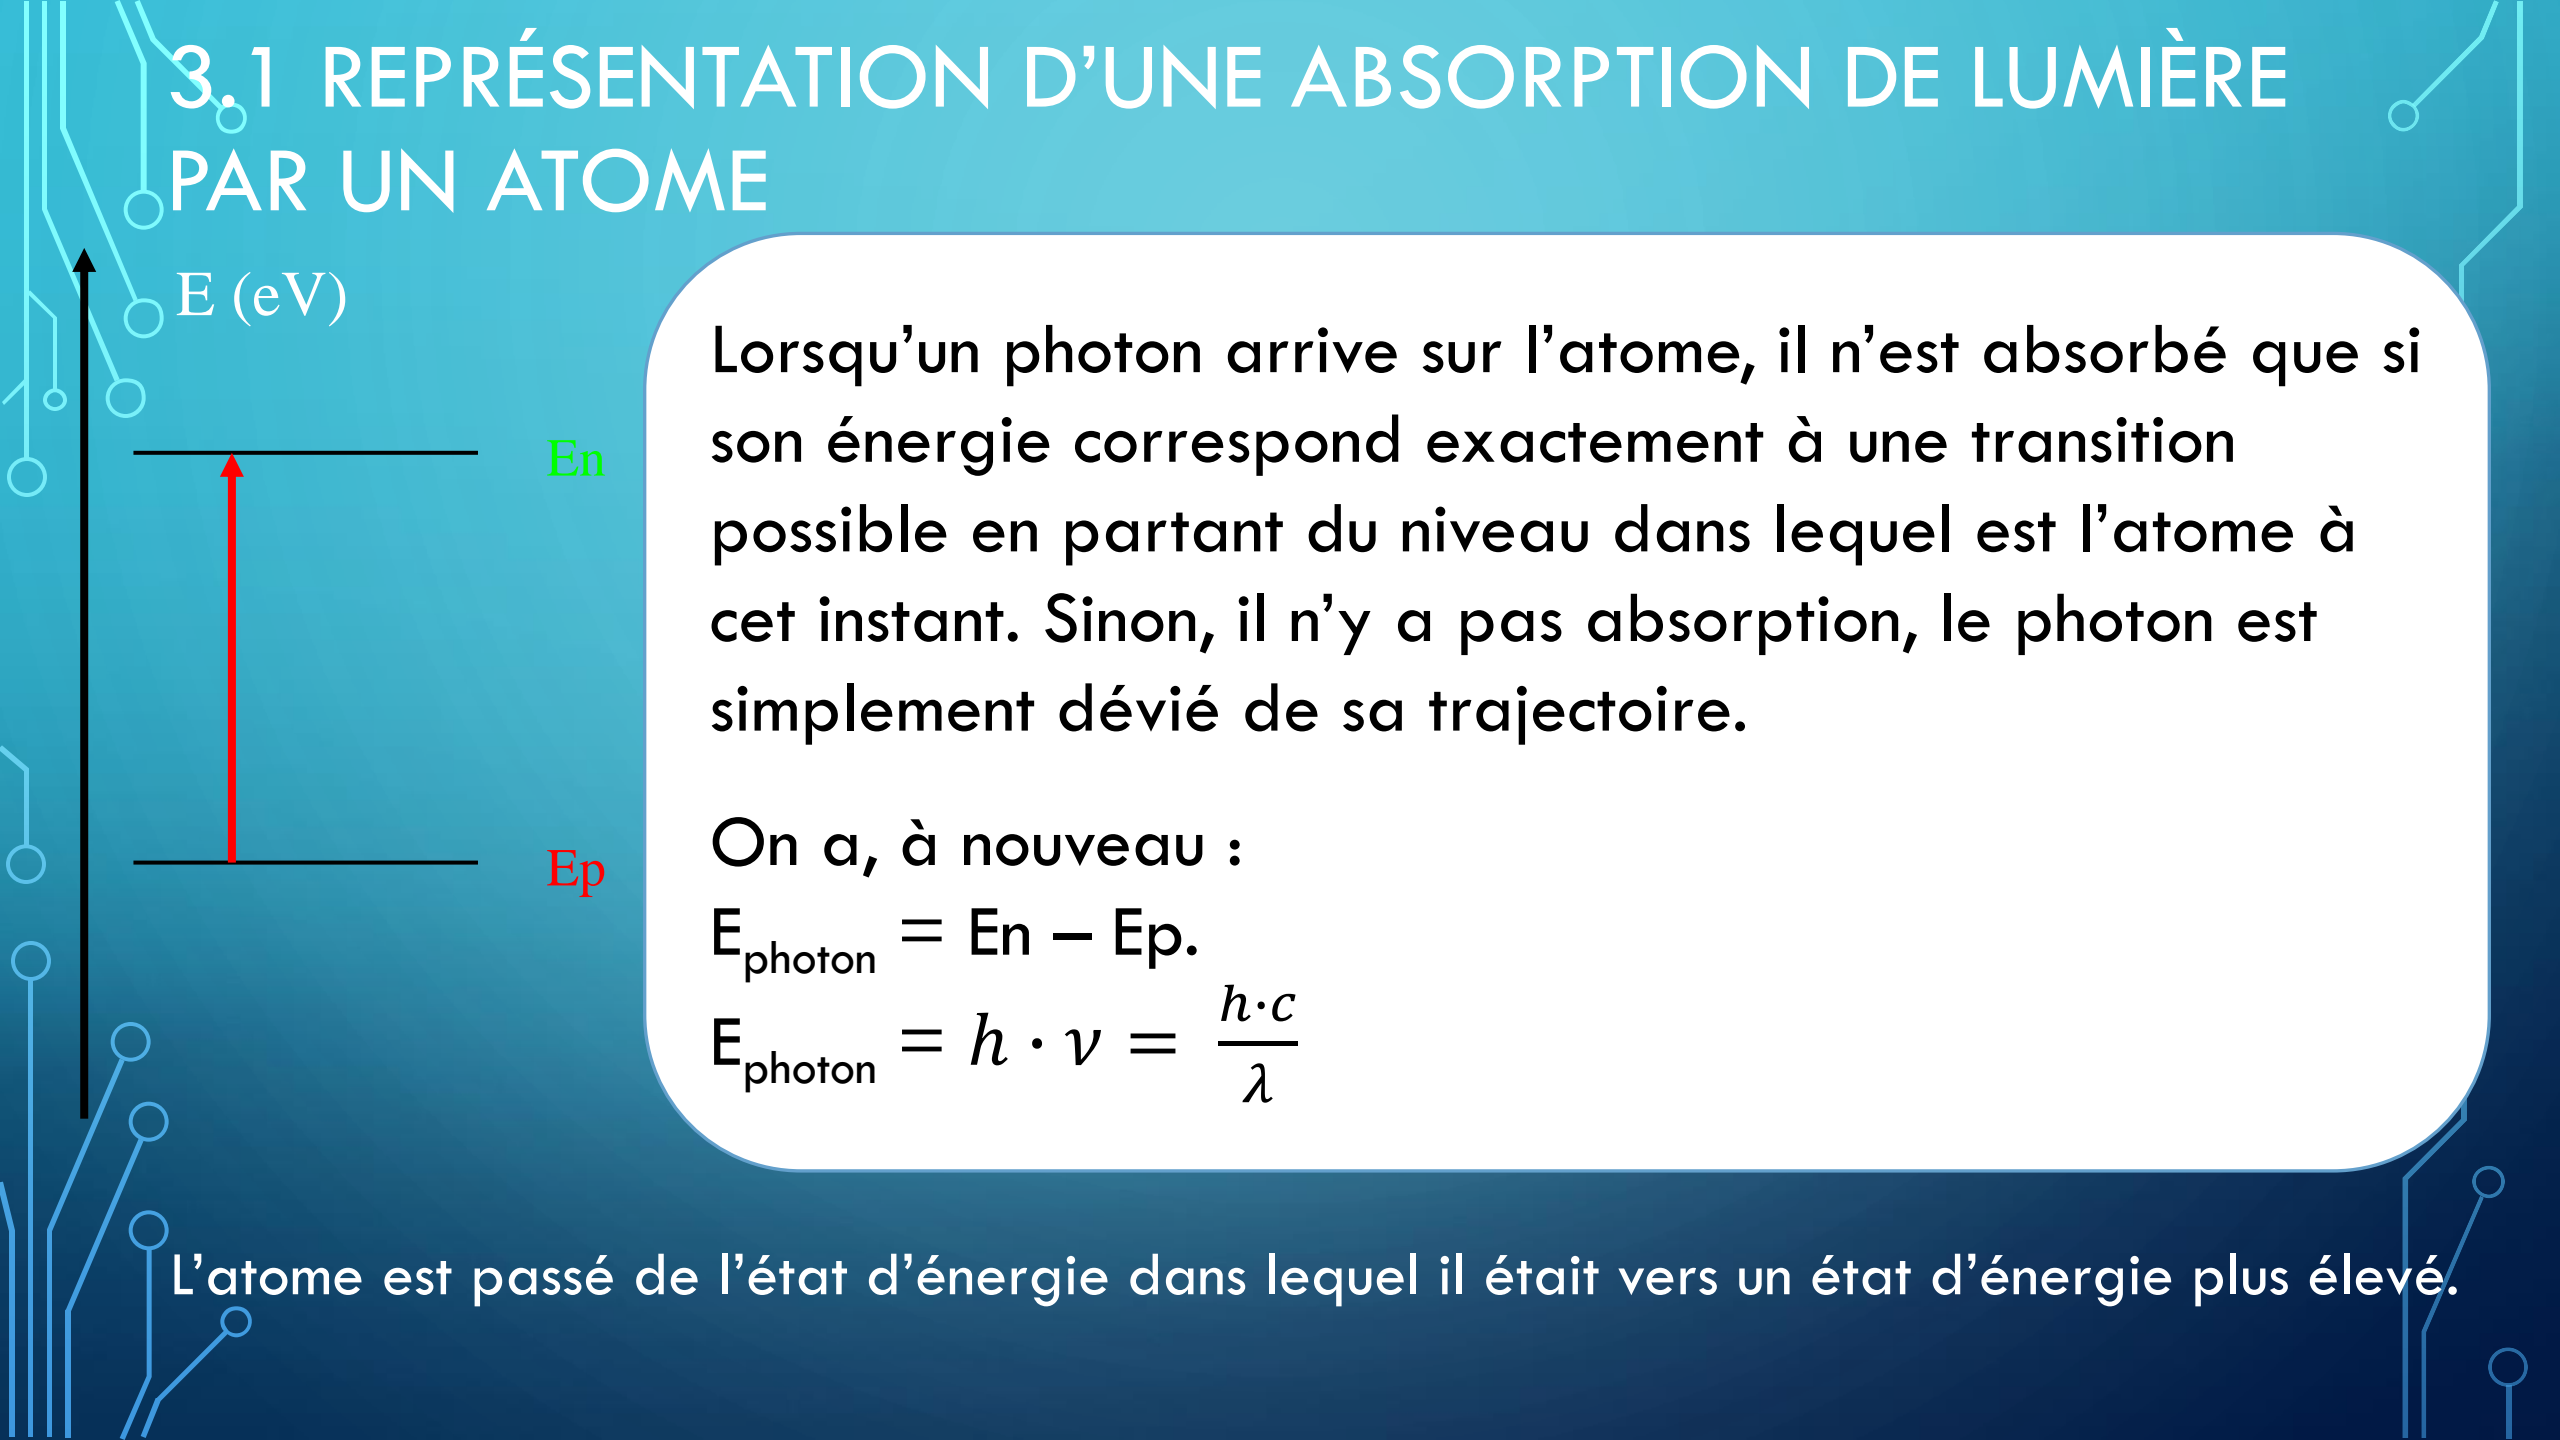 3.1 REPRÉSENTATION D’UNE ABSORPTION DE LUMIÈRE
PAR UN ATOME
E (eV)
En
Ep
Lorsqu’un photon arrive sur l’atome, il n’est absorbé que si
son énergie correspond exactement à une transition
possible en partant du niveau dans lequel est l’atome à
cet instant. Sinon, il n’y a pas absorption, le photon est
simplement dévié de sa trajectoire.
On a, à nouveau :
E_photon = En – Ep.
E_photon = h · ν = h·c / λ
L’atome est passé de l’état d’énergie dans lequel il était vers un état d’énergie plus élevé.